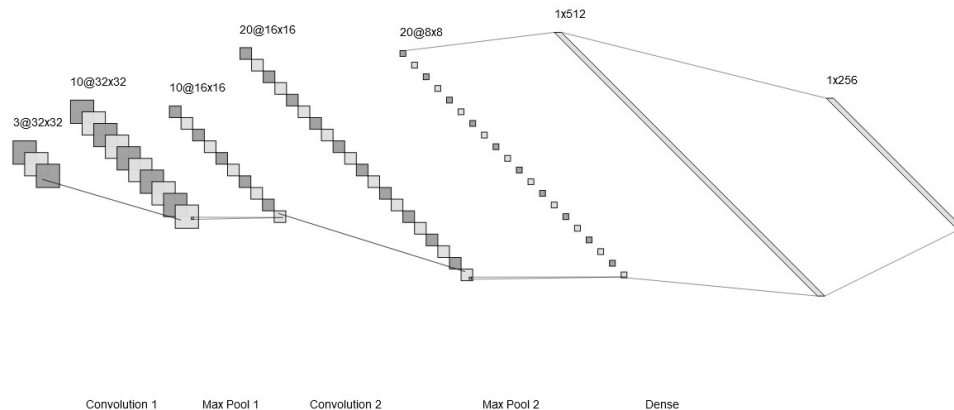 3@32x32
10@32x32
10@16x16
20@16x16
20@8x8
1x512
1x256
Convolution 1
Max Pool 1
Convolution 2
Max Pool 2
Dense